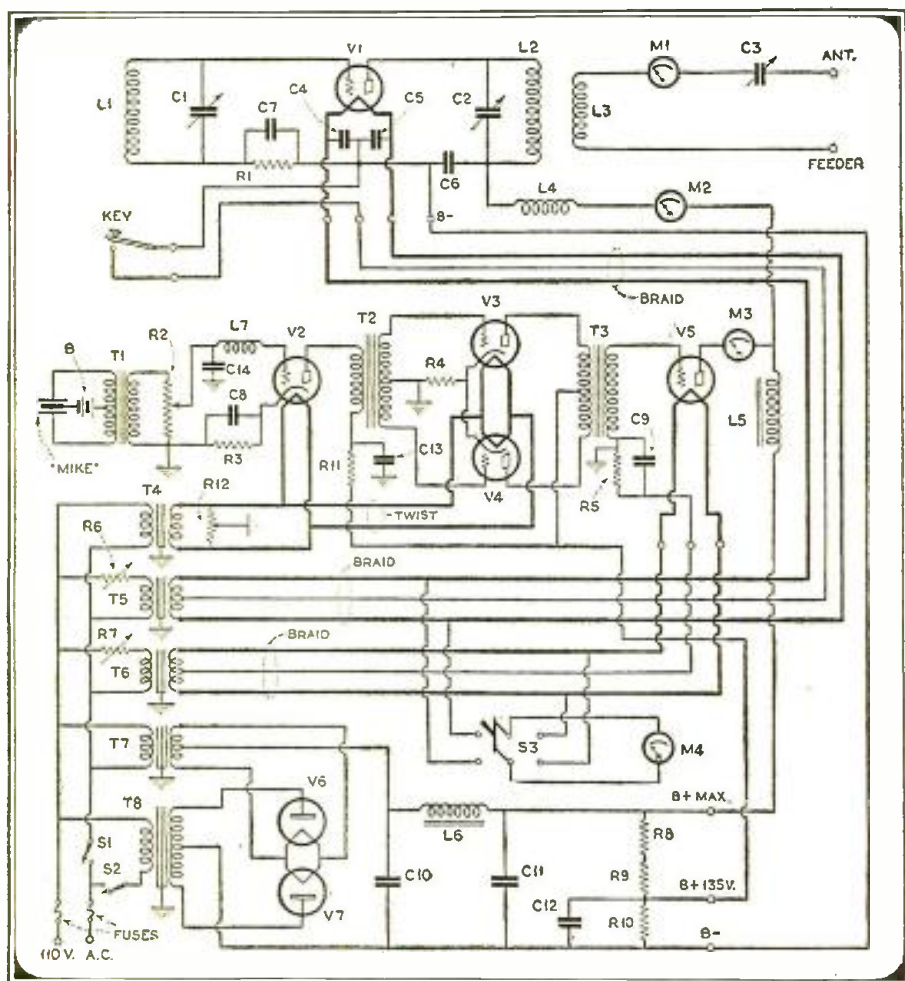 V1
L2
M1
C3
ANT.
L1
C1
C4
C5
C2
L3
C7
R1
C6
FEEDER
KEY
L4
M2
B-
BRAID
V3
M3
T2
T3
V5
B
T1
R2
L7
V2
R4
C14
C8
C9
L5
R3
R11
C13
"MIKE"
V4
R5
T4
R12
TWIST
R6
BRAID
T5
R7
BRAID
T6
T7
S3
M4
V6
T8
B+ MAX.
L6
R8
S1
S2
R9
C10
C11
B+135V.
C12
R10
V7
FUSES
B-
110 V. A.C.